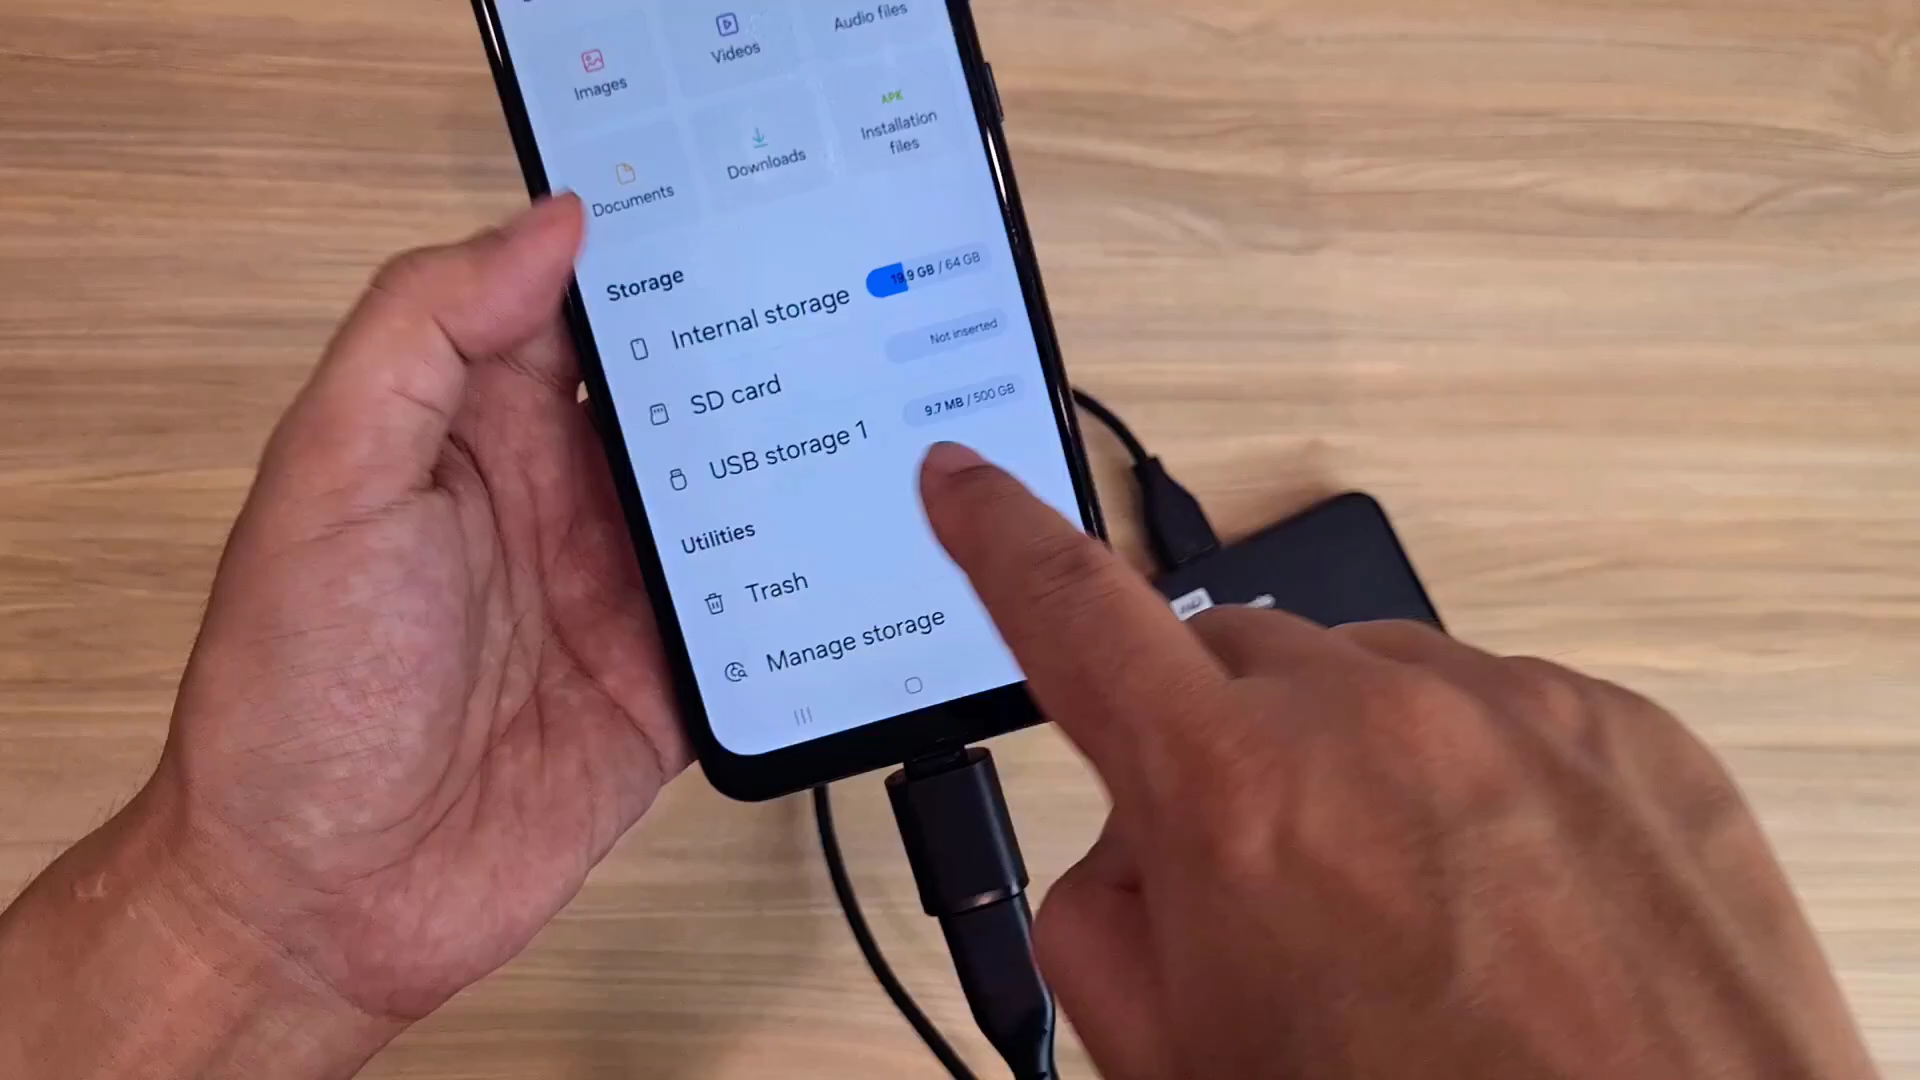 Images
Videos
Audio files
Documents
Downloads
APK
Installation
files
Storage
Internal storage
19.9 GB / 64 GB
SD card
Not inserted
USB storage 1
9.7 MB / 500 GB
Utilities
Trash
Manage storage
WD